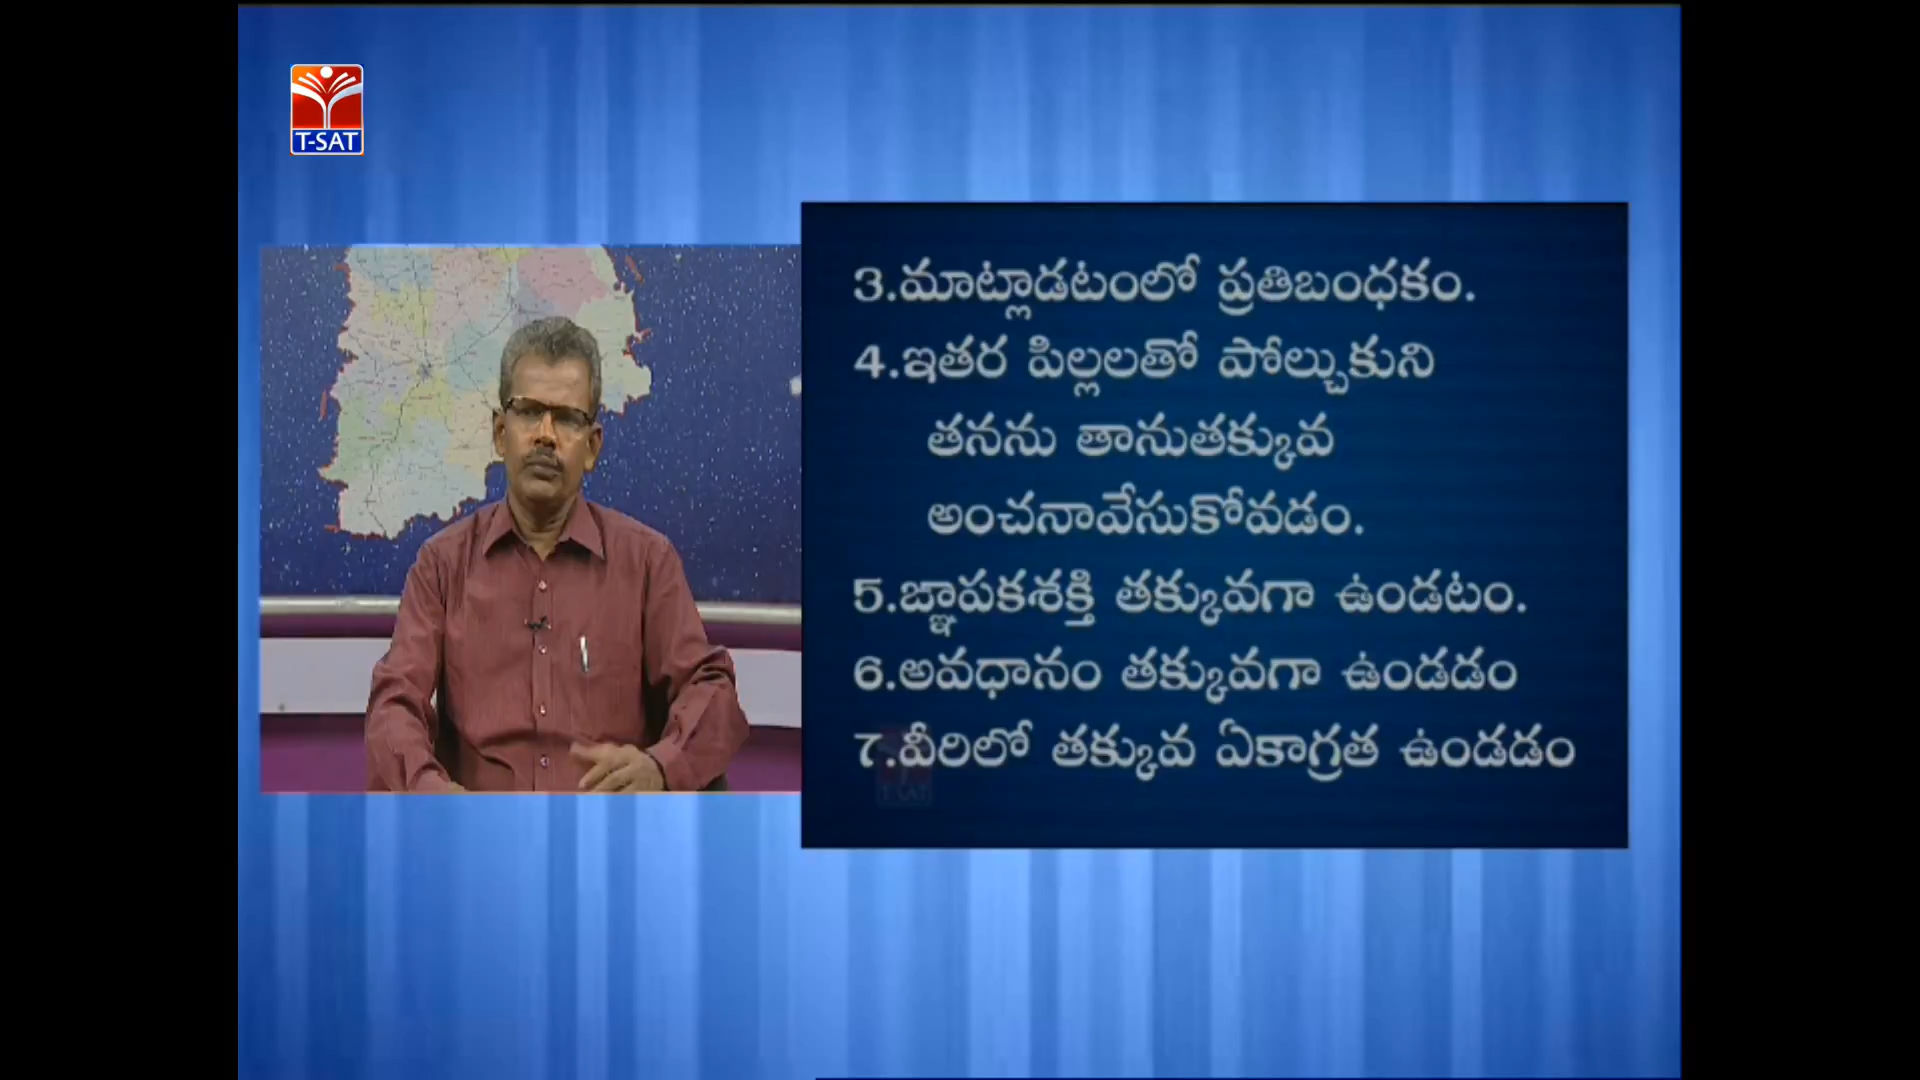 T-SAT
3.మాట్లాడటంలో ప్రతిబంధకం.
4.ఇతర పిల్లలతో పోల్చుకుని
తనను తానుతక్కువ
అంచనావేసుకోవడం.
5.జ్ఞాపకశక్తి తక్కువగా ఉండటం.
6.అవధానం తక్కువగా ఉండడం
7.వీరిలో తక్కువ ఏకాగ్రత ఉండడం
T-SAT